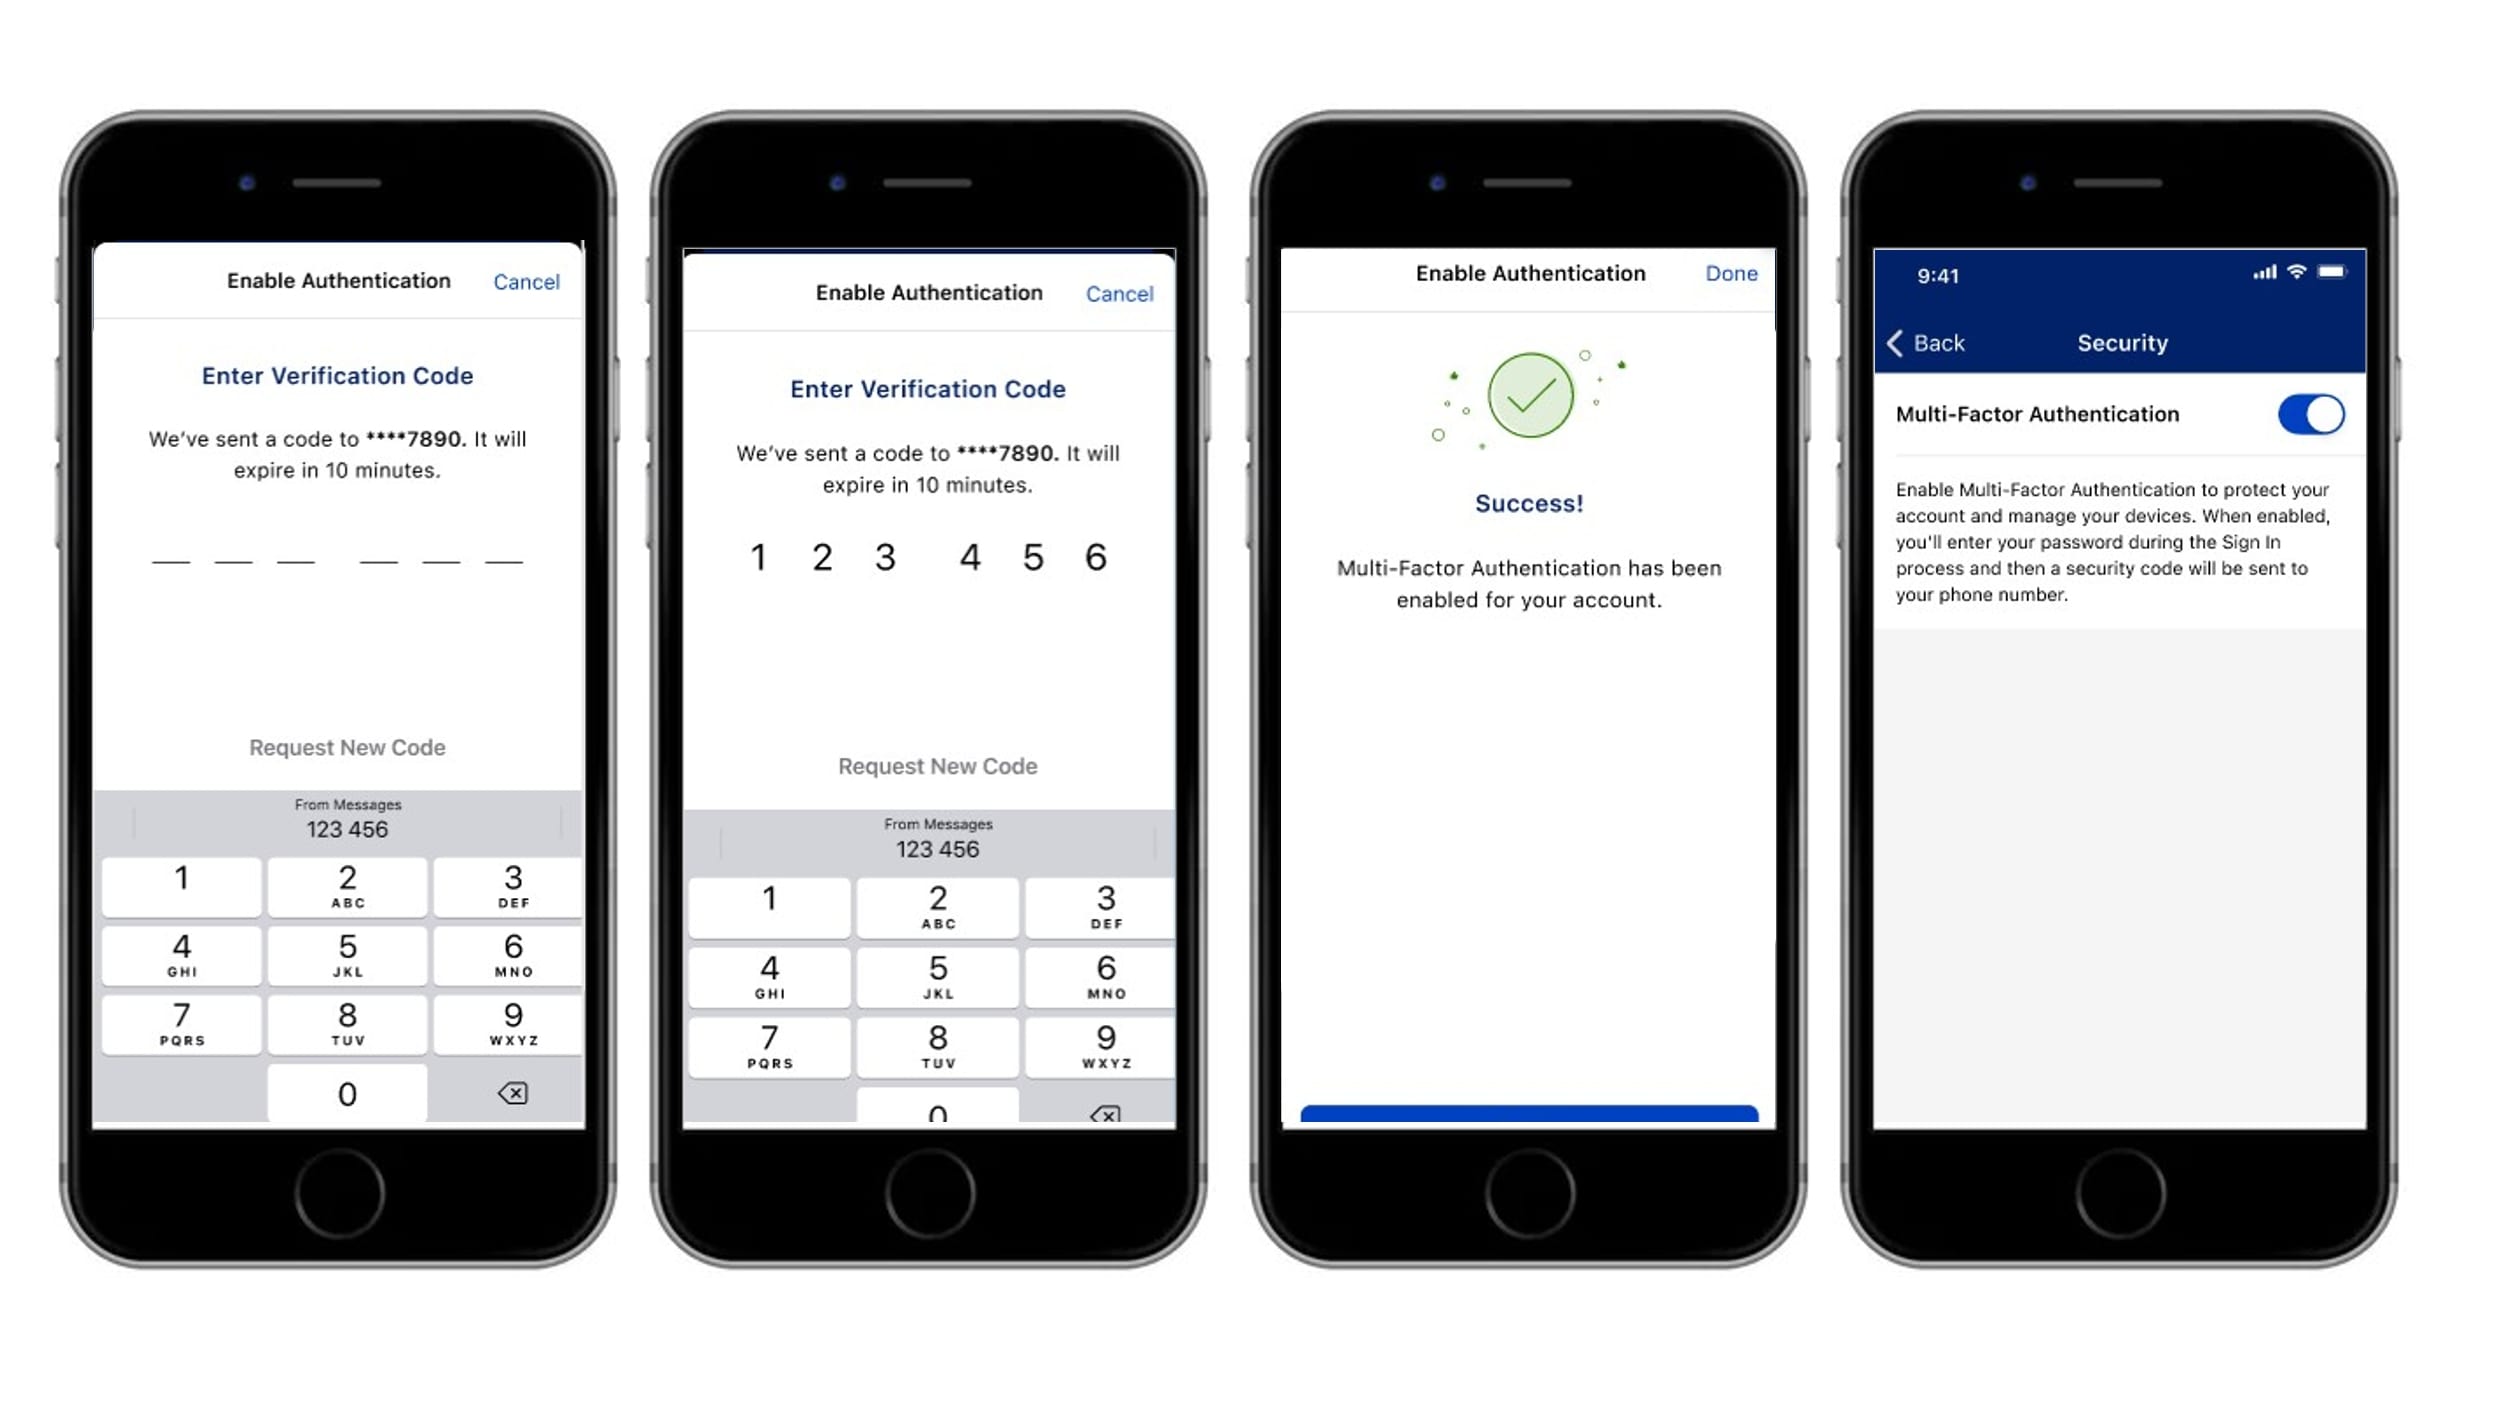 Enable Authentication Cancel
Enter Verification Code
We've sent a code to ****7890. It will
expire in 10 minutes.
Request New Code
From Messages
123 456
1 2 3
ABC DEF
4 5 6
GHI JKL MNO
7 8 9
PQRS TUV WXYZ
0
Enable Authentication Cancel
Enter Verification Code
We've sent a code to ****7890. It will
expire in 10 minutes.
1 2 3 4 5 6
Request New Code
From Messages
123 456
1 2 3
ABC DEF
4 5 6
GHI JKL MNO
7 8 9
PQRS TUV WXYZ
0
Enable Authentication Done
Success!
Multi-Factor Authentication has been
enabled for your account.
9:41
Back Security
Multi-Factor Authentication
Enable Multi-Factor Authentication to protect your
account and manage your devices. When enabled,
you'll enter your password during the Sign In
process and then a security code will be sent to
your phone number.